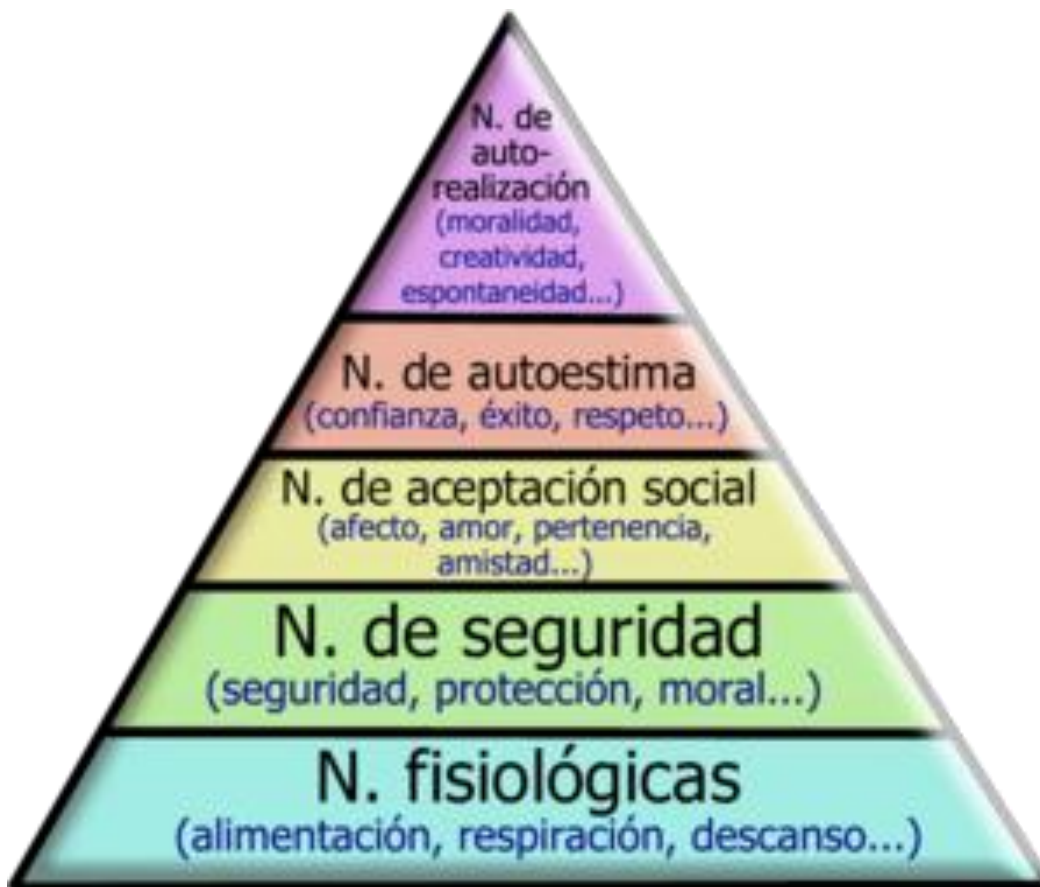 N. de
auto-
realización
(moralidad,
creatividad,
espontaneidad...)
N. de autoestima
(confianza, éxito, respeto...)
N. de aceptación social
(afecto, amor, pertenencia,
amistad...)
N. de seguridad
(seguridad, protección, moral...)
N. fisiológicas
(alimentación, respiración, descanso...)